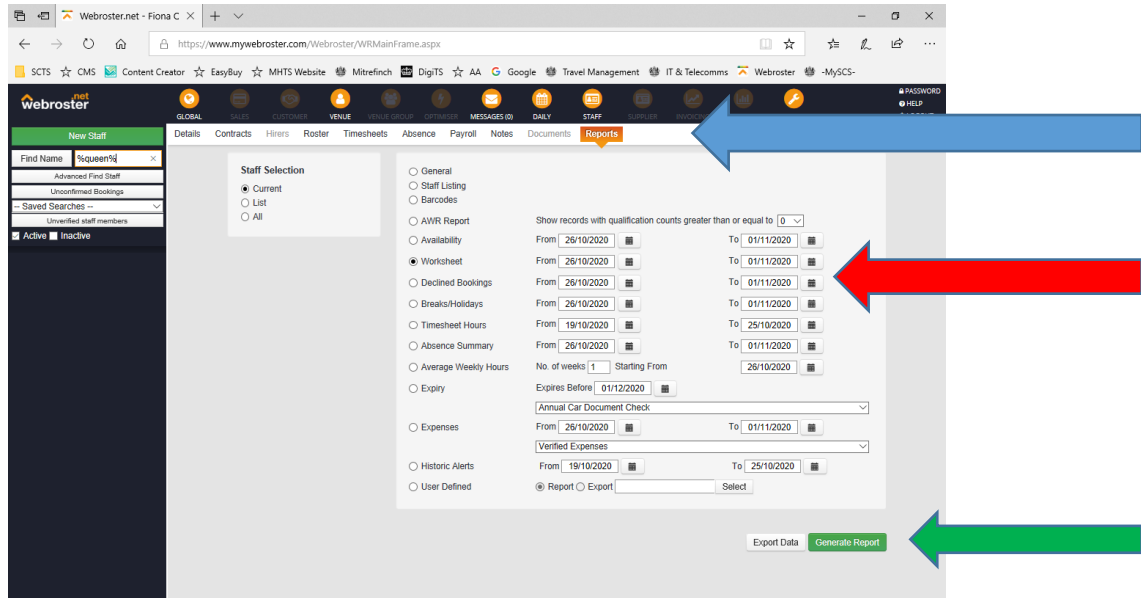 Webroster.net - Fiona C
https://www.mywebroster.com/Webroster/WRMainFrame.aspx
SCTS CMS Content Creator EasyBuy MHTS Website Mitrefinch DigiTS AA Google Travel Management IT & Telecomms Webroster -MySCS-
webroster.net
GLOBAL SALES CUSTOMER VENUE VENUE GROUP OPTIMISER MESSAGES (0) DAILY STAFF SUPPLIER INVOICING
PASSWORD
HELP
New Staff
Details Contracts Hirers Roster Timesheets Absence Payroll Notes Documents Reports
Find Name %queen%
Advanced Find Staff
Unconfirmed Bookings
-- Saved Searches --
Unverified staff members
Active Inactive
Staff Selection
Current
List
All
General
Staff Listing
Barcodes
AWR Report Show records with qualification counts greater than or equal to 0
Availability From 26/10/2020 To 01/11/2020
Worksheet From 26/10/2020 To 01/11/2020
Declined Bookings From 26/10/2020 To 01/11/2020
Breaks/Holidays From 26/10/2020 To 01/11/2020
Timesheet Hours From 19/10/2020 To 25/10/2020
Absence Summary From 26/10/2020 To 01/11/2020
Average Weekly Hours No. of weeks 1 Starting From 26/10/2020
Expiry Expires Before 01/12/2020
Annual Car Document Check
Expenses From 26/10/2020 To 01/11/2020
Verified Expenses
Historic Alerts From 19/10/2020 To 25/10/2020
User Defined Report Export Select
Export Data Generate Report